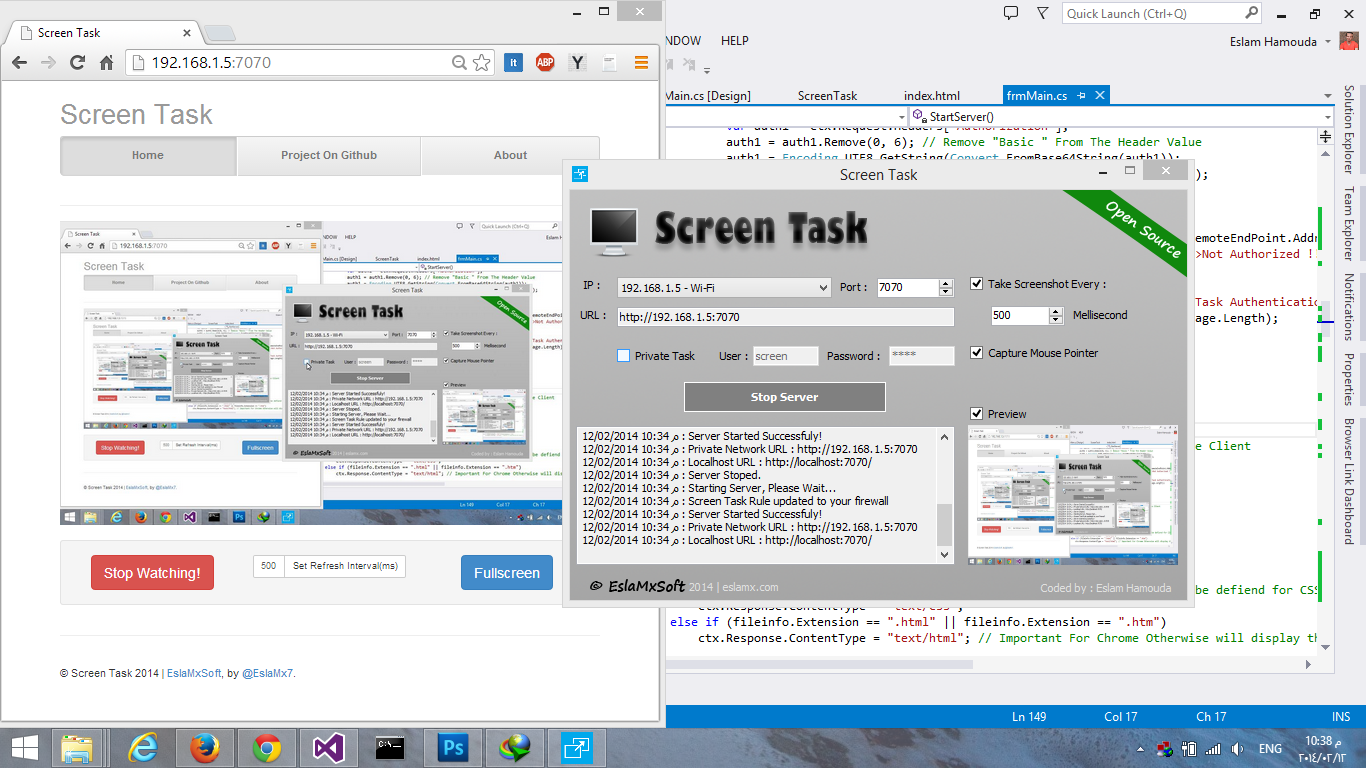 Screen Task
192.168.1.5:7070
Screen Task
Home
Project On Github
About
Stop Watching!
500
Set Refresh Interval(ms)
Fullscreen
© Screen Task 2014 | EslaMxSoft, by @EslaMx7.
Quick Launch (Ctrl+Q)
NDOW
HELP
Eslam Hamouda
Main.cs [Design]
ScreenTask
index.html
frmMain.cs
StartServer()
var auth1 = ctx.Request.Headers["Authorization"];
auth1 = auth1.Remove(0, 6); // Remove "Basic " From The Header Value
auth1 = Encoding.UTF8.GetString(Convert.FromBase64String(auth1));
);
emoteEndPoint.Addr
>Not Authorized !
Task Authenticatio
age.Length);
e Client
be defiend for CSS
ctx.Response.ContentType = "text/css";
else if (fileinfo.Extension == ".html" || fileinfo.Extension == ".htm")
ctx.Response.ContentType = "text/html"; // Important For Chrome Otherwise will display th
Solution Explorer
Team Explorer
Notifications
Properties
Browser Link Dashboard
Screen Task
Screen Task
Open Source
IP :
192.168.1.5 - Wi-Fi
Port :
7070
Take Screenshot Every :
URL :
http://192.168.1.5:7070
500
Mellisecond
Private Task
User :
screen
Password :
****
Capture Mouse Pointer
Stop Server
Preview
12/02/2014 10:34 م : Server Started Successfuly!
12/02/2014 10:34 م : Private Network URL : http://192.168.1.5:7070
12/02/2014 10:34 م : Localhost URL : http://localhost:7070/
12/02/2014 10:34 م : Server Stoped.
12/02/2014 10:34 م : Starting Server, Please Wait...
12/02/2014 10:34 م : Screen Task Rule updated to your firewall
12/02/2014 10:34 م : Server Started Successfuly!
12/02/2014 10:34 م : Private Network URL : http://192.168.1.5:7070
12/02/2014 10:34 م : Localhost URL : http://localhost:7070/
© EslaMxSoft 2014 | eslamx.com
Coded by : Eslam Hamouda
Ln 149
Col 17
Ch 17
INS
ENG
10:38 م
٢٠١٤/٠٢/١٢